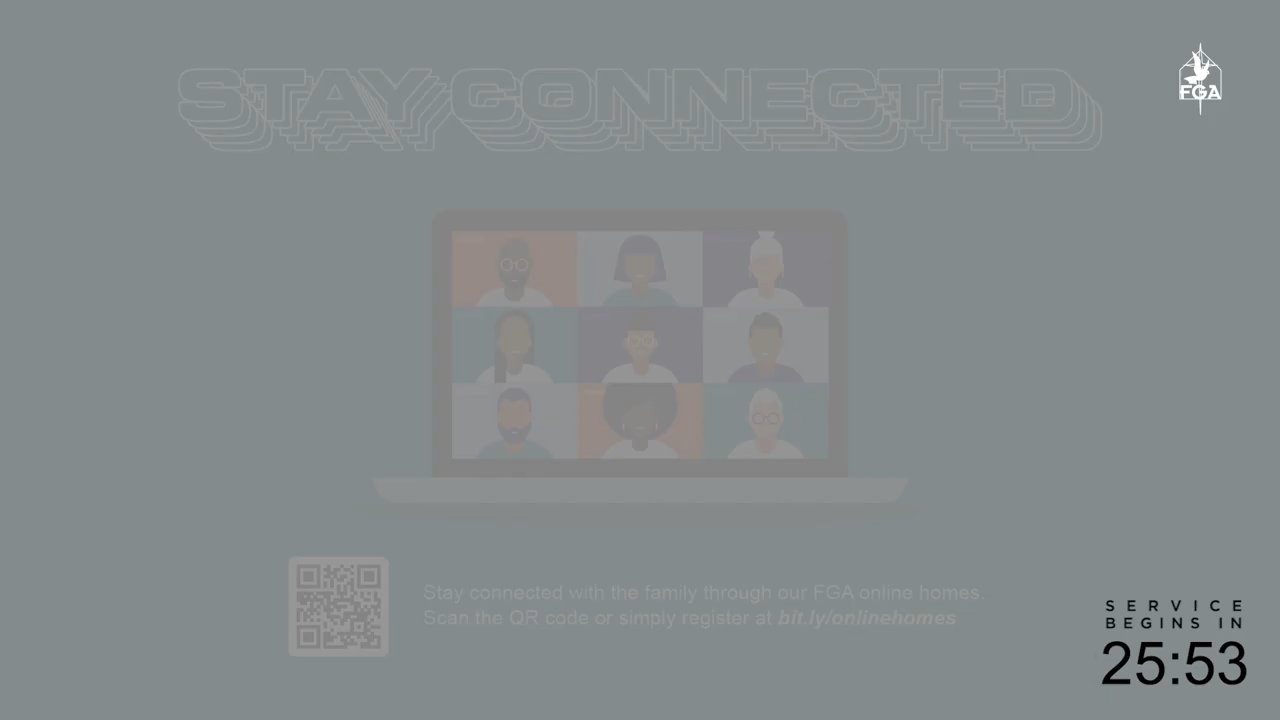 STAY CONNECTED
FGA
Stay connected with the family through our FGA online homes.
Scan the QR code or simply register at bit.ly/onlinehomes
SERVICE
BEGINS IN
25:53